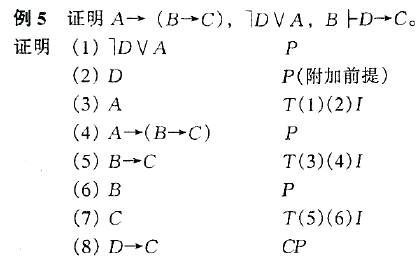 例5 证明 A→(B→C), ⅂D∨A, B⊢D→C。
证明 (1) ⅂D∨A P
(2) D P(附加前提)
(3) A T(1)(2)I
(4) A→(B→C) P
(5) B→C T(3)(4)I
(6) B P
(7) C T(5)(6)I
(8) D→C CP